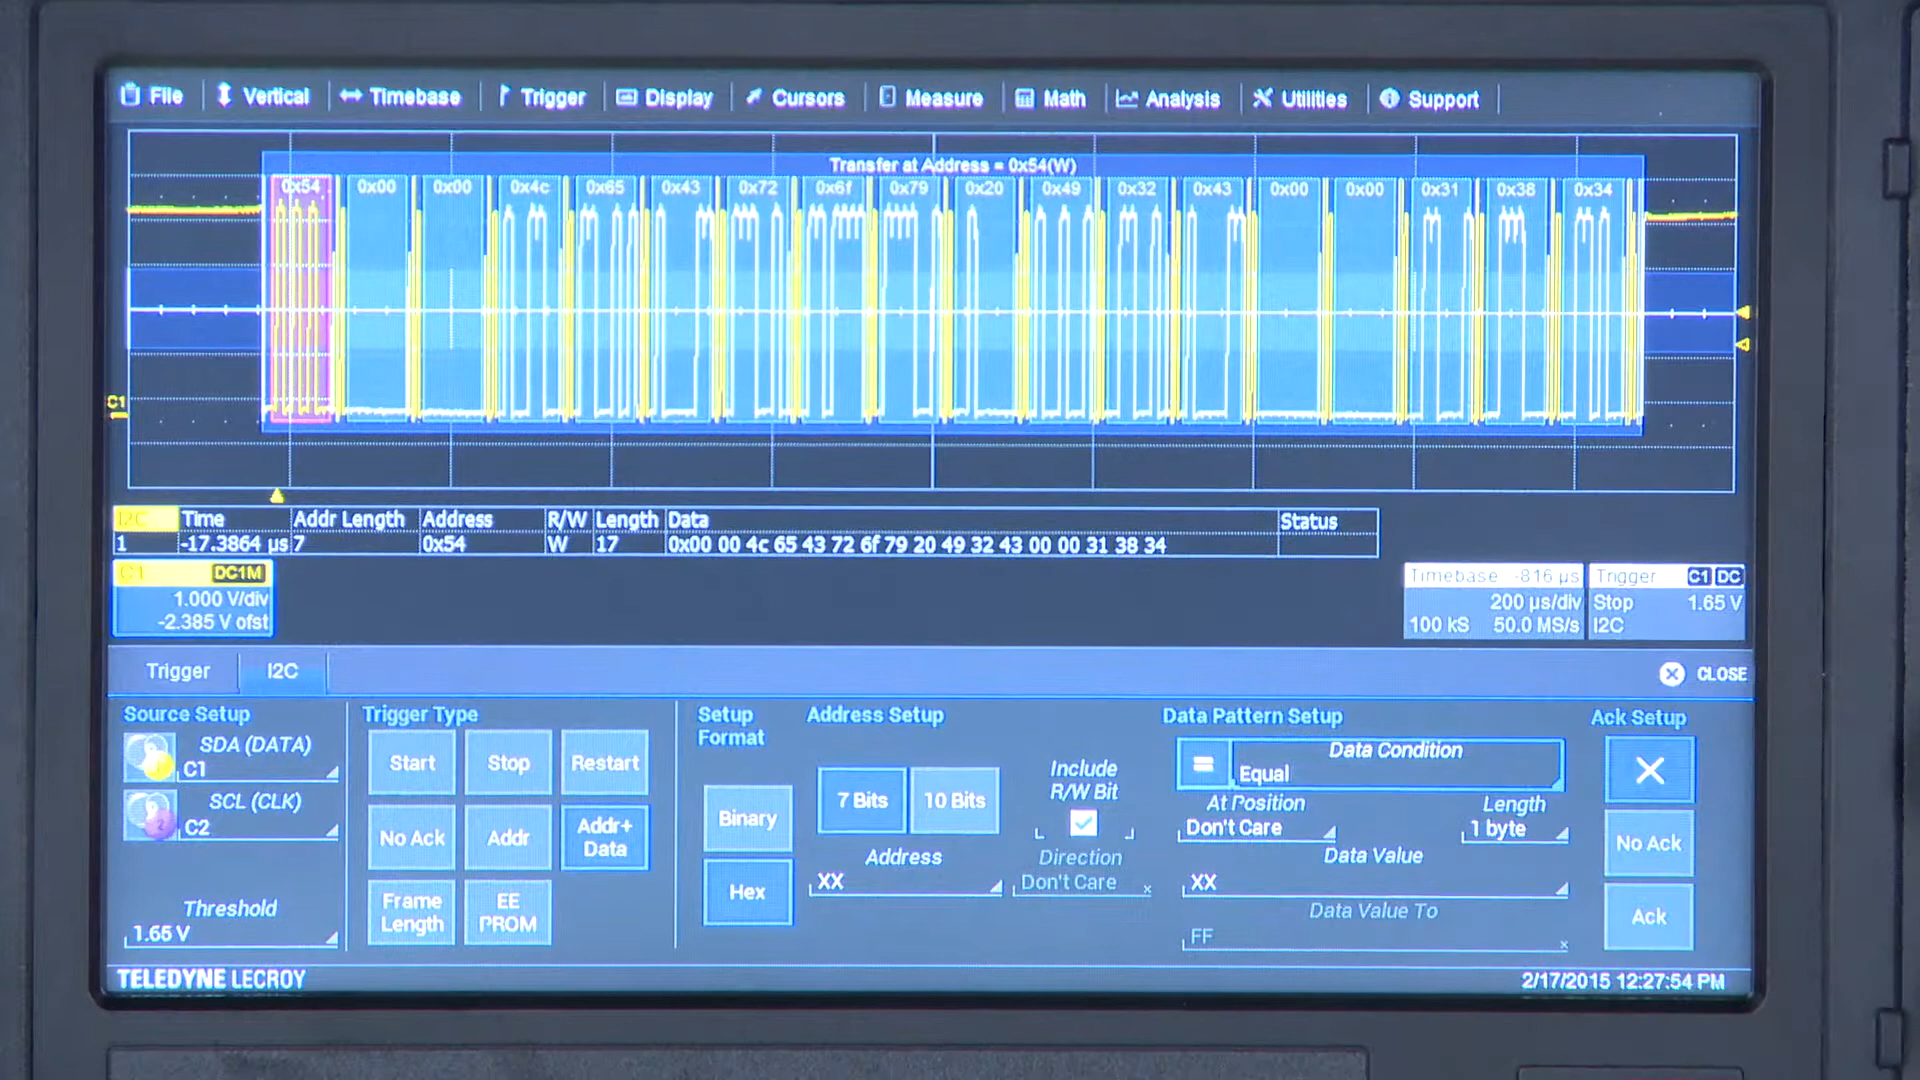 File Vertical Timebase Trigger Display Cursors Measure Math Analysis Utilities Support
Transfer at Address = 0x54(W)
0x54 0x00 0x00 0x4c 0x65 0x43 0x72 0x6f 0x79 0x20 0x49 0x32 0x43 0x00 0x00 0x31 0x38 0x34
C1
I2C Time Addr Length Address R/W Length Data Status
1 -17.3864 µs 7 0x54 W 17 0x00 00 4c 65 43 72 6f 79 20 49 32 43 00 00 31 38 34
C1 DC1M
1.000 V/div
-2.385 V ofst
Timebase -816 µs
200 µs/div
100 kS 50.0 MS/s
Trigger C1 DC
Stop 1.65 V
I2C
Trigger I2C
CLOSE
Source Setup
SDA (DATA)
C1
SCL (CLK)
2
C2
Threshold
1.65 V
Trigger Type
Start Stop Restart
No Ack Addr Addr+
Data
Frame
Length
EE
PROM
Setup
Format
Binary
Hex
Address Setup
7 Bits 10 Bits
Include
R/W Bit
Address
XX
Direction
Don't Care
Data Pattern Setup
=
Data Condition
Equal
At Position
Don't Care
Length
1 byte
Data Value
XX
Data Value To
FF
Ack Setup
X
No Ack
Ack
TELEDYNE LECROY
2/17/2015 12:27:54 PM